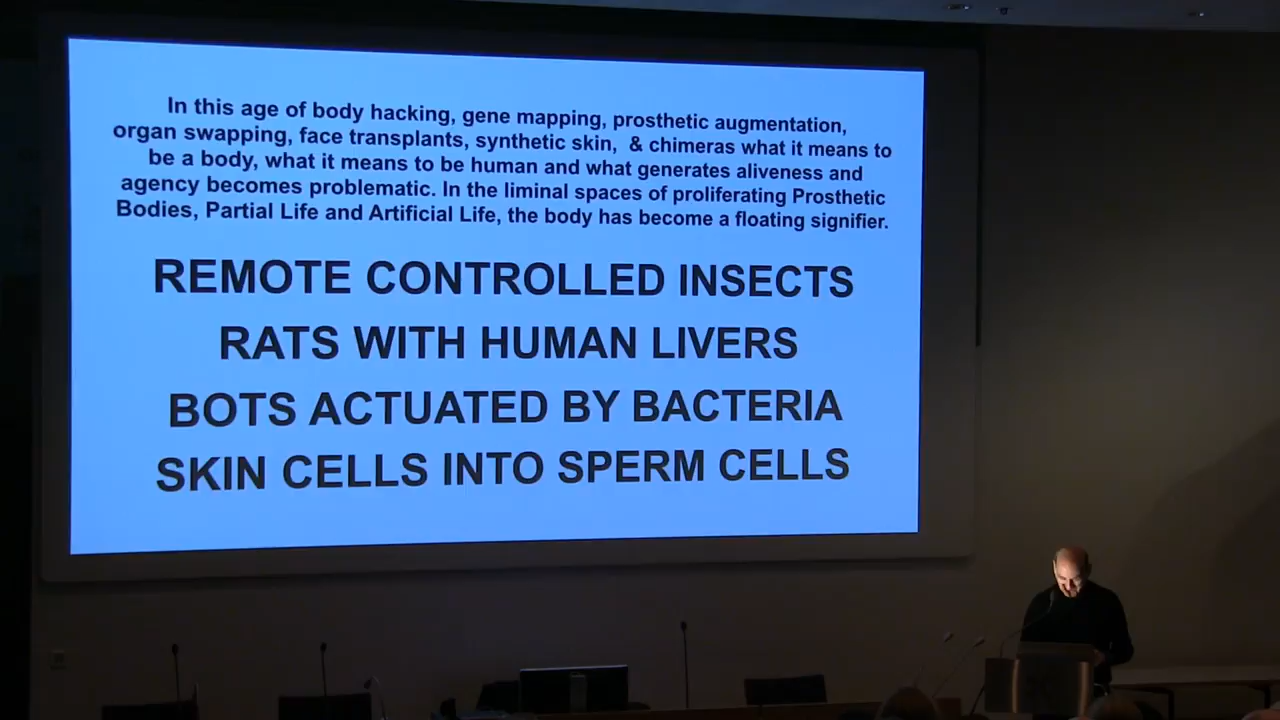 In this age of body hacking, gene mapping, prosthetic augmentation,
organ swapping, face transplants, synthetic skin, & chimeras what it means to
be a body, what it means to be human and what generates aliveness and
agency becomes problematic. In the liminal spaces of proliferating Prosthetic
Bodies, Partial Life and Artificial Life, the body has become a floating signifier.
REMOTE CONTROLLED INSECTS
RATS WITH HUMAN LIVERS
BOTS ACTUATED BY BACTERIA
SKIN CELLS INTO SPERM CELLS